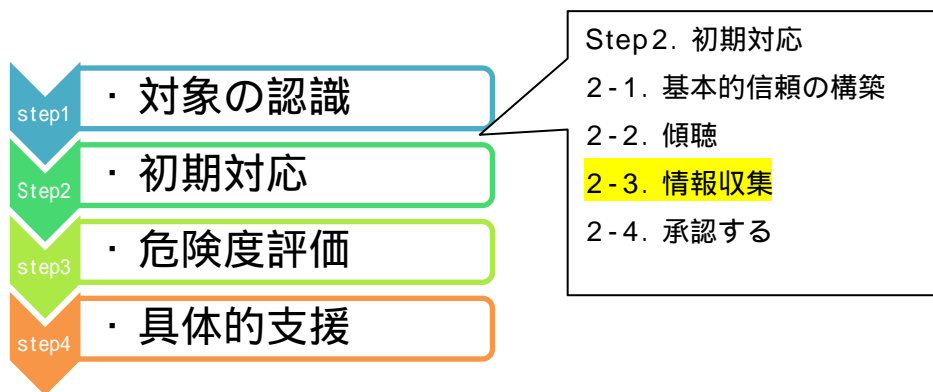 step1
・対象の認識
Step2
・初期対応
step3
・危険度評価
step4
・具体的支援
Step2. 初期対応
2-1. 基本的信頼の構築
2-2. 傾聴
2-3. 情報収集
2-4. 承認する